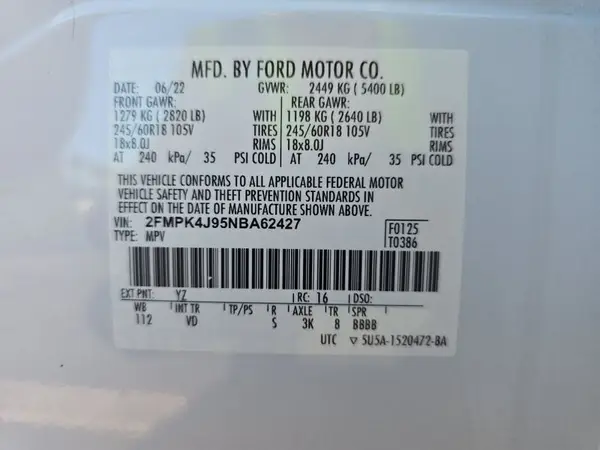 MFD. BY FORD MOTOR CO.
DATE: 06/22 GVWR: 2449 KG (5400 LB)
FRONT GAWR: REAR GAWR:
1279 KG (2820 LB) WITH 1198 KG (2640 LB) WITH
245/60R18 105V TIRES 245/60R18 105V TIRES
18x8.0J RIMS 18x8.0J RIMS
AT 240 kPa/ 35 PSI COLD AT 240 kPa/ 35 PSI COLD
THIS VEHICLE CONFORMS TO ALL APPLICABLE FEDERAL MOTOR
VEHICLE SAFETY AND THEFT PREVENTION STANDARDS IN
EFFECT ON THE DATE OF MANUFACTURE SHOWN ABOVE.
VIN: 2FMPK4J95NBA62427 F0125
TYPE: MPV T0386
EXT PNT: YZ RC: 16 DSO:
WB INT TR TP/PS R AXLE TR SPR
112 VD S 3K 8 BBBB
UTC ▽ 5U5A-1520472-BA